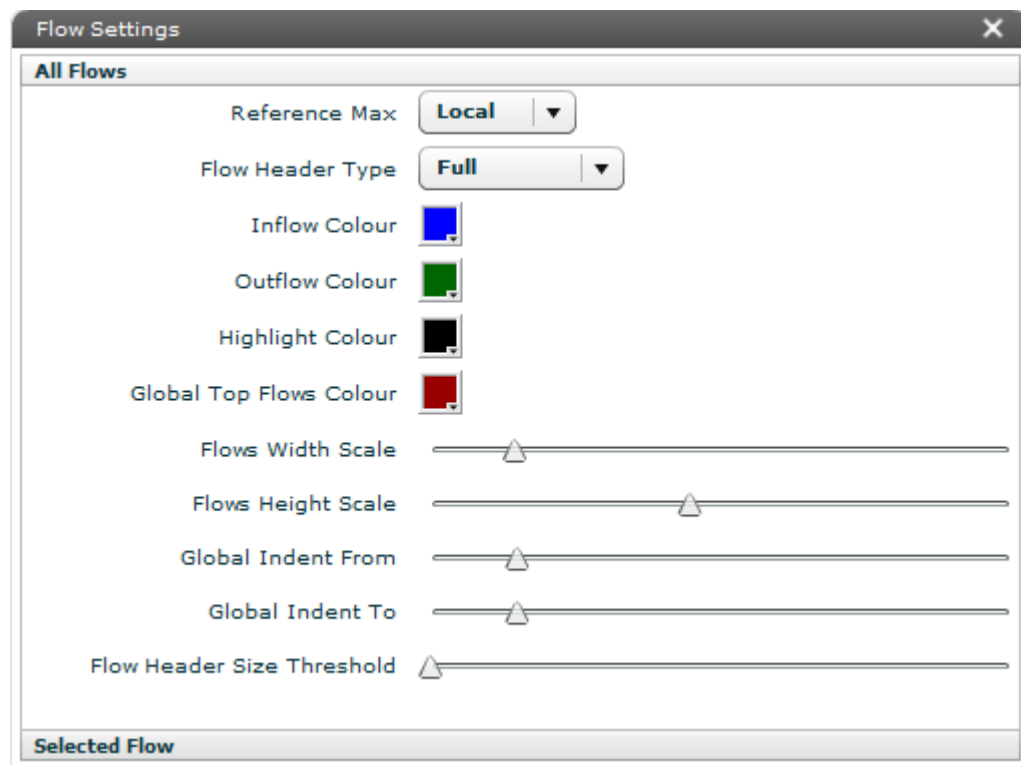 Flow Settings
All Flows
Reference Max Local
Flow Header Type Full
Inflow Colour
Outflow Colour
Highlight Colour
Global Top Flows Colour
Flows Width Scale
Flows Height Scale
Global Indent From
Global Indent To
Flow Header Size Threshold
Selected Flow